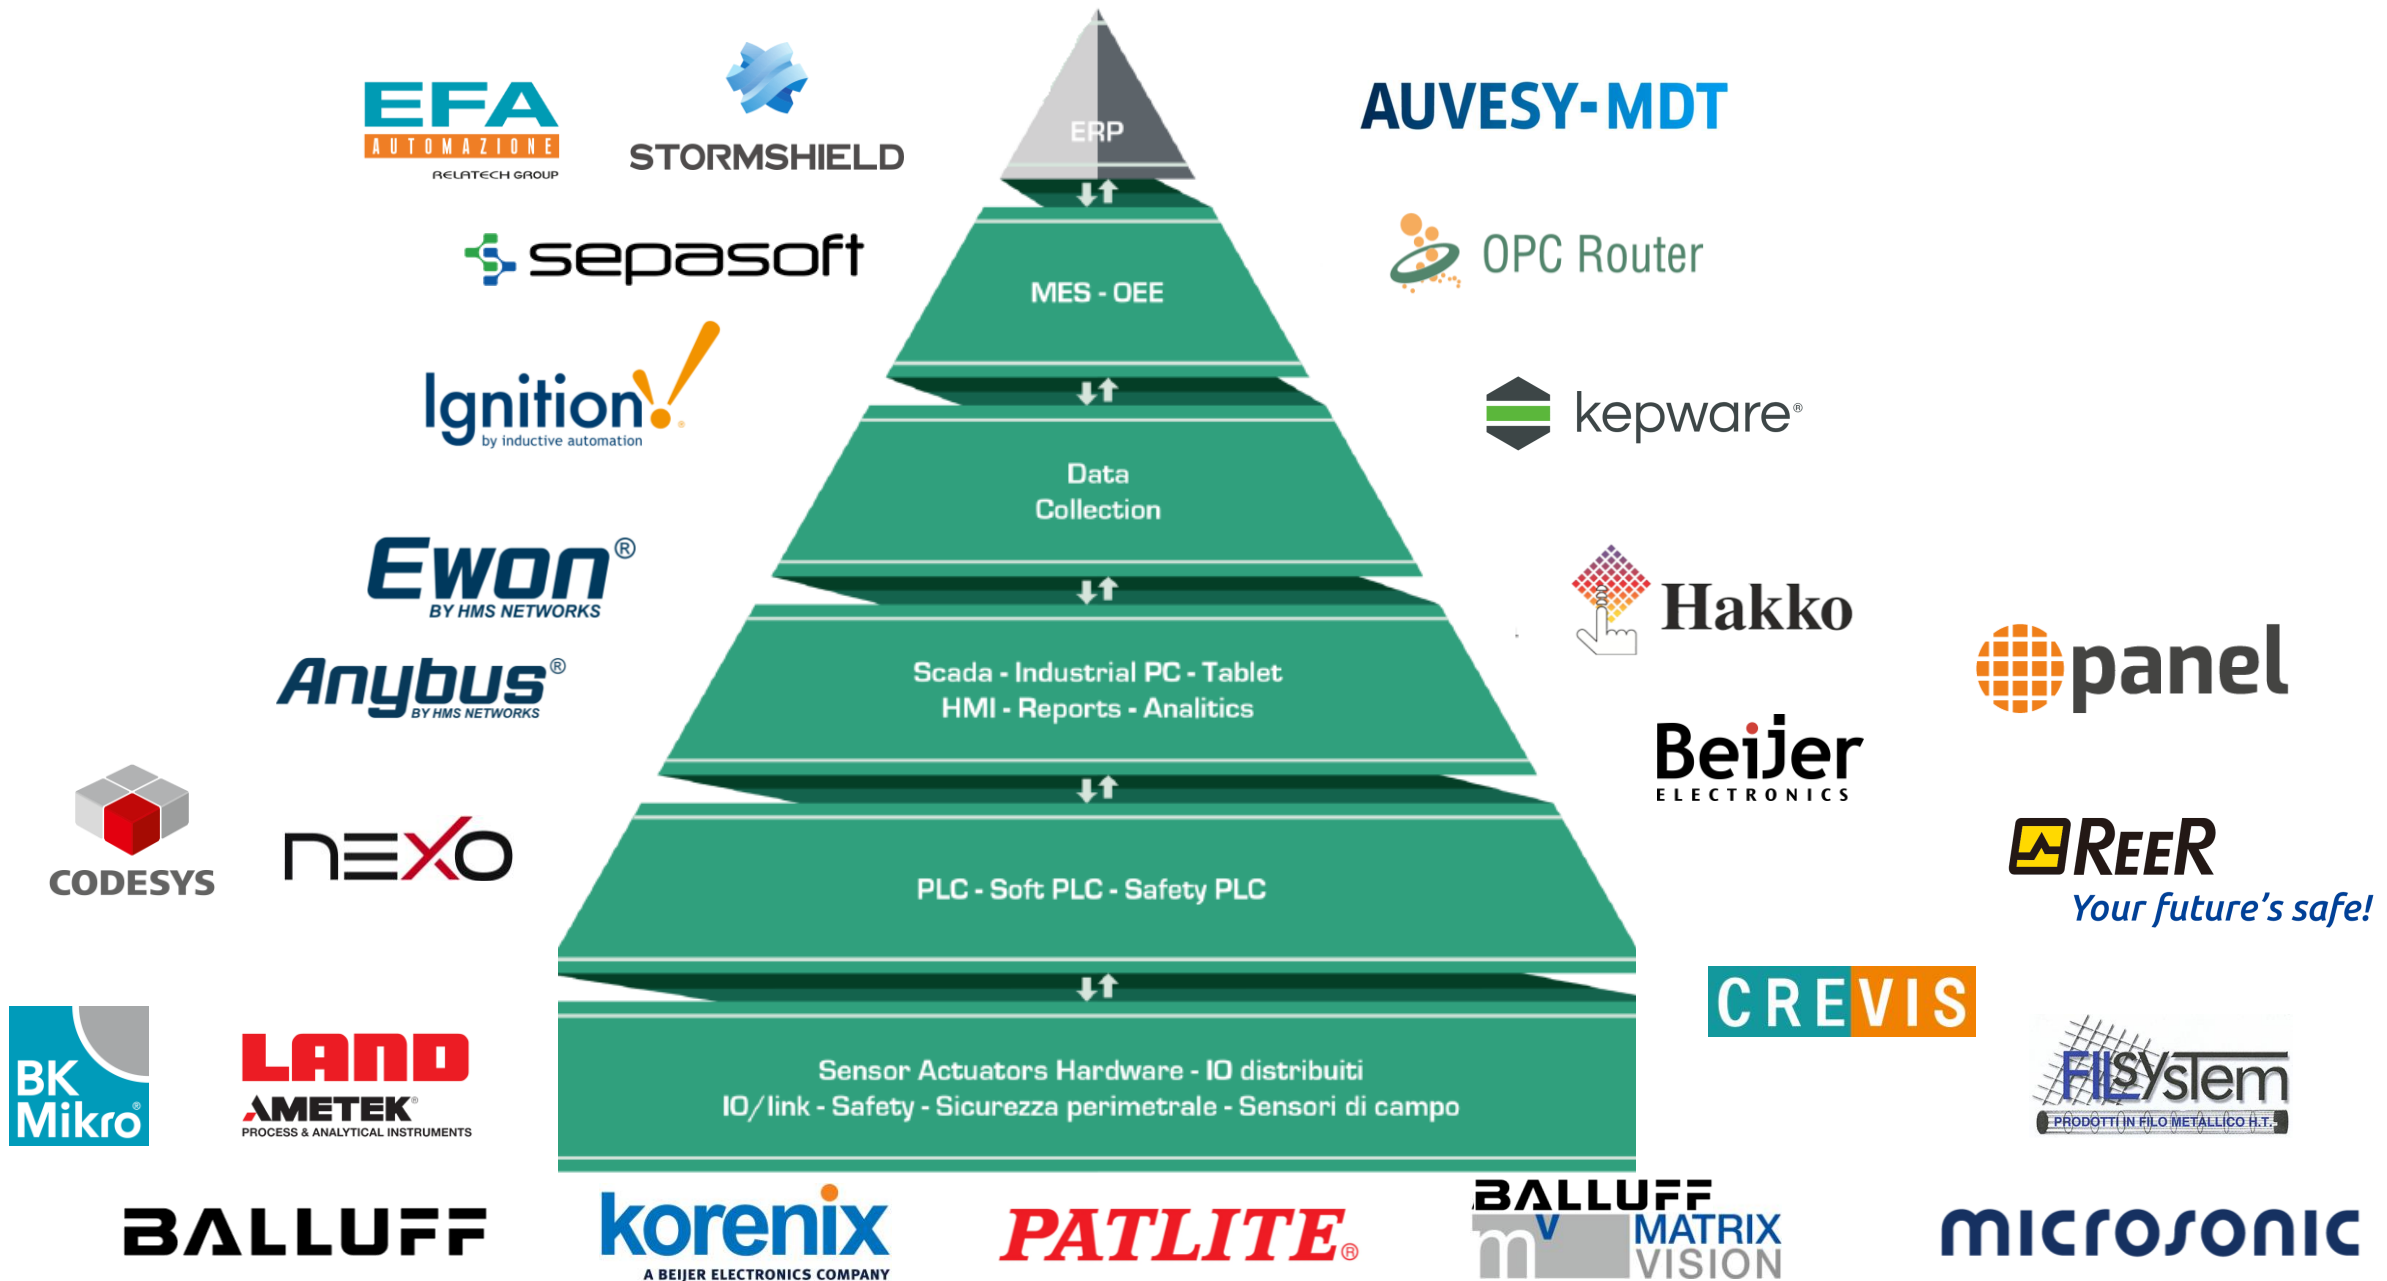 EFA
AUTOMAZIONE
RELATECH GROUP
STORMSHIELD
ERP
AUVESY-MDT
sepasoft
MES - OEE
OPC Router
Ignition!
by inductive automation
kepware®
Data
Collection
Ewon®
BY HMS NETWORKS
Hakko
Anybus®
BY HMS NETWORKS
Scada - Industrial PC - Tablet
HMI - Reports - Analitics
panel
Beijer
ELECTRONICS
CODESYS
nEXO
PLC - Soft PLC - Safety PLC
REER
Your future's safe!
CREVIS
BK
Mikro®
LAND
AMETEK®
PROCESS & ANALYTICAL INSTRUMENTS
Sensor Actuators Hardware - IO distribuiti
IO/link - Safety - Sicurezza perimetrale - Sensori di campo
FILSYstem
PRODOTTI IN FILO METALLICO H.T.
BALLUFF
korenix
A BEIJER ELECTRONICS COMPANY
PATLITE®
BALLUFF
mv MATRIX
VISION
microsonic